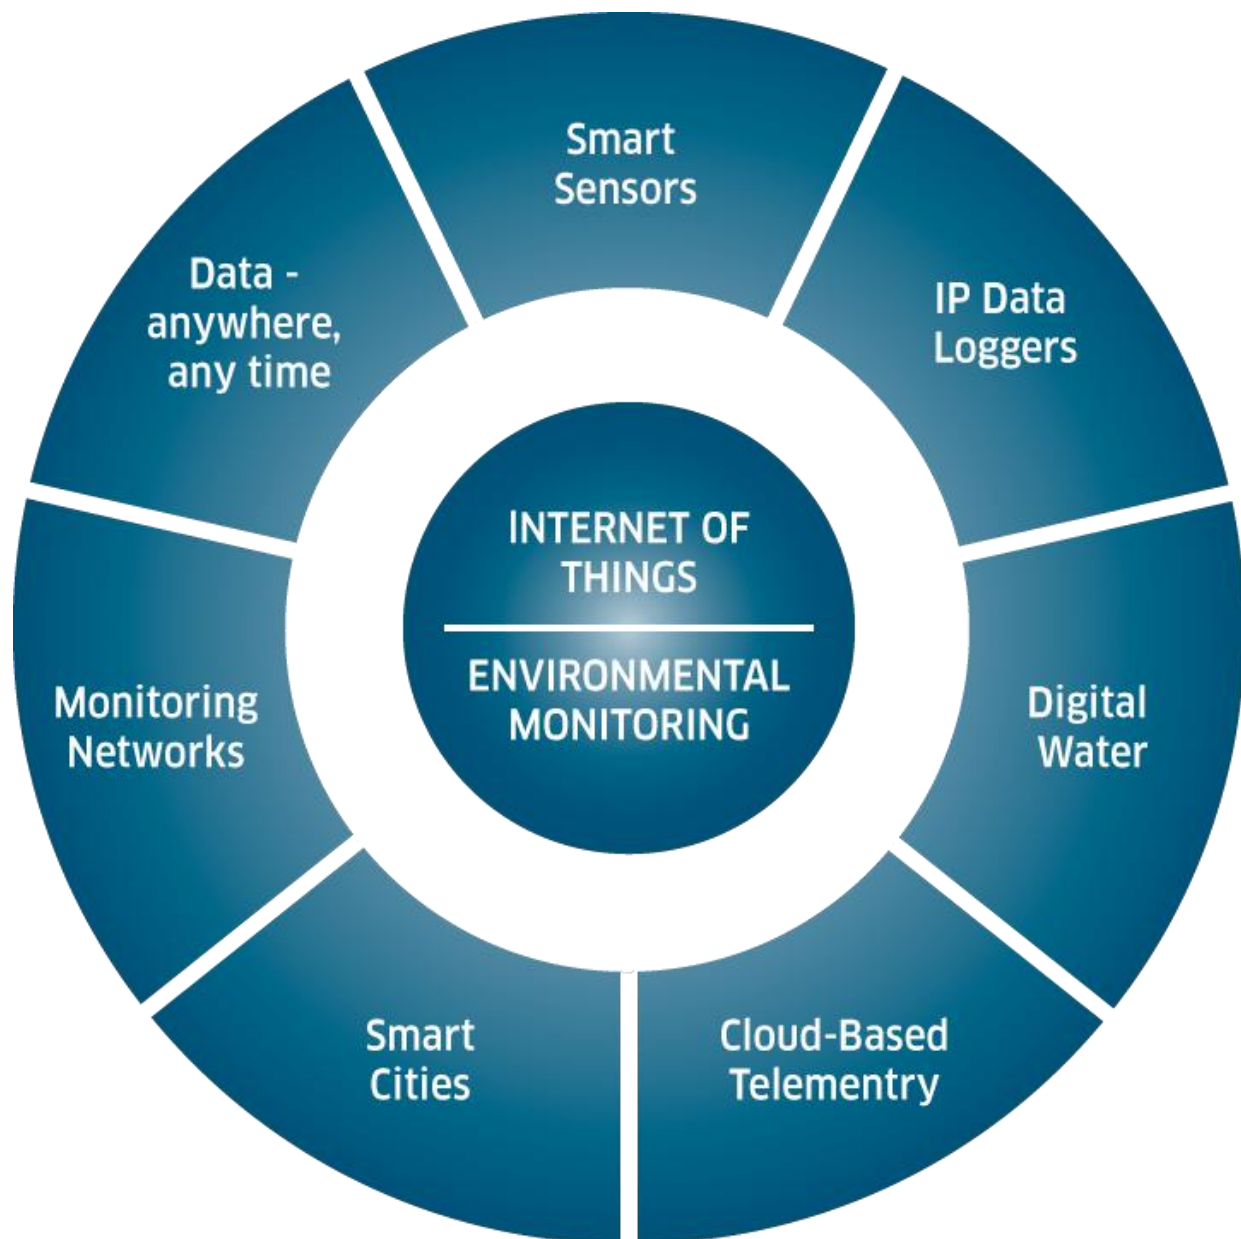 Smart
Sensors
IP Data
Loggers
Digital
Water
Cloud-Based
Telementry
Smart
Cities
Monitoring
Networks
Data -
anywhere,
any time
INTERNET OF
THINGS
ENVIRONMENTAL
MONITORING